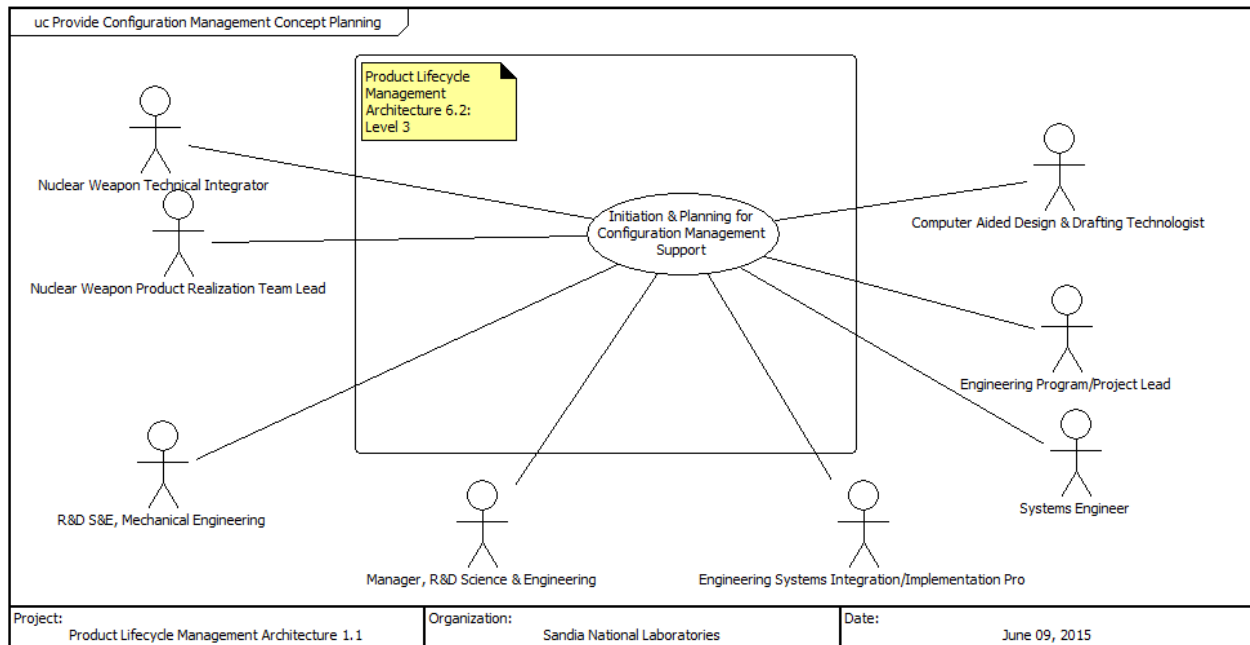 uc Provide Configuration Management Concept Planning
Product Lifecycle
Management
Architecture 6.2:
Level 3
Nuclear Weapon Technical Integrator
Computer Aided Design & Drafting Technologist
Initiation & Planning for
Configuration Management
Support
Nuclear Weapon Product Realization Team Lead
Engineering Program/Project Lead
R&D S&E, Mechanical Engineering
Systems Engineer
Manager, R&D Science & Engineering
Engineering Systems Integration/Implementation Pro
Project:
Product Lifecycle Management Architecture 1.1
Organization:
Sandia National Laboratories
Date:
June 09, 2015